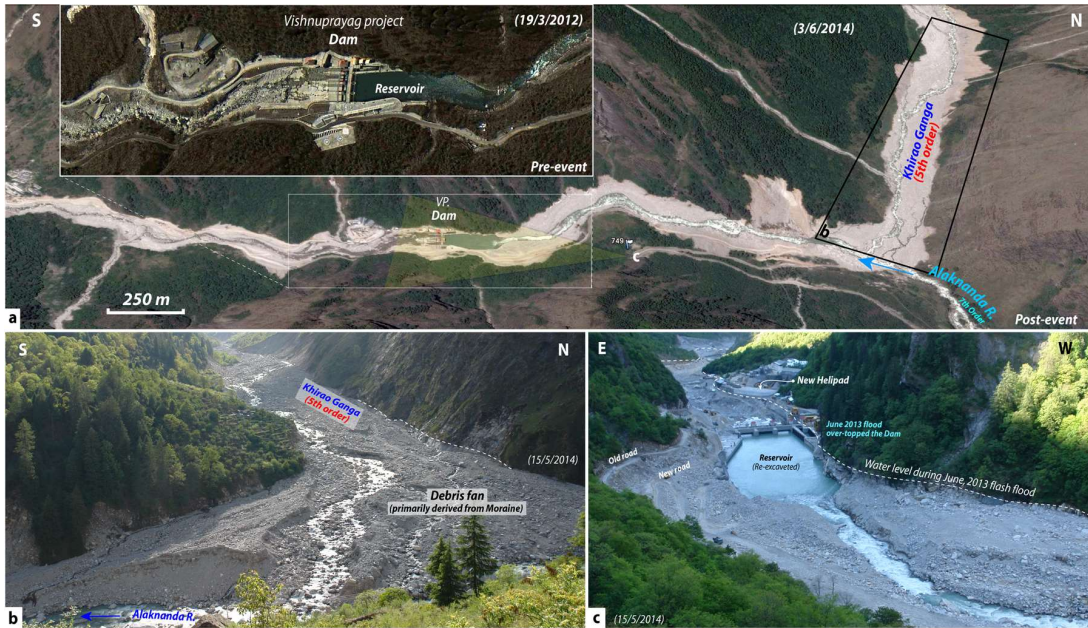 S
Vishnuprayag project
Dam
(19/3/2012)
Reservoir
Pre-event
(3/6/2014)
N
Khirao Ganga
(5th order)
VP.
Dam
749
c
b
Alaknanda R.
7th Order
250 m
a
Post-event
S
N
Khirao Ganga
(5th order)
(15/5/2014)
Debris fan
(primarily derived from Moraine)
Alaknanda R.
b
E
W
New Helipad
June 2013 flood
over-topped the Dam
Old road
New road
Reservoir
(Re-excaveted)
Water level during June, 2013 flash flood
c
(15/5/2014)